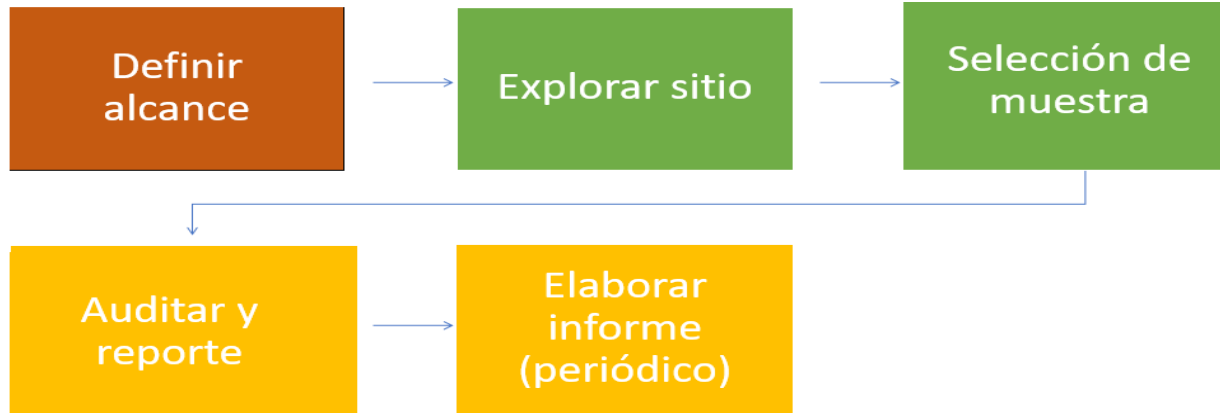 Definir
alcance
Explorar sitio
Selección de
muestra
Auditar y
reporte
Elaborar
informe
(periódico)